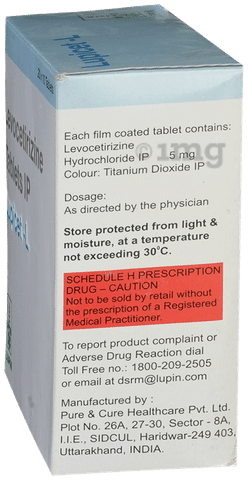 Each film coated tablet contains:
Levocetirizine
Hydrochloride IP 5 mg
Colour: Titanium Dioxide IP
Dosage:
As directed by the physician
Store protected from light &
moisture, at a temperature
not exceeding 30°C.
SCHEDULE H PRESCRIPTION
DRUG – CAUTION
Not to be sold by retail without
the prescription of a Registered
Medical Practitioner.
To report product complaint or
Adverse Drug Reaction dial
Toll Free no.: 1800-209-2505
or email at dsrm@lupin.com
Manufactured by :
Pure & Cure Healthcare Pvt. Ltd.
Plot No. 26A, 27-30, Sector - 8A,
I.I.E., SIDCUL, Haridwar-249 403,
Uttarakhand, INDIA.
Levocetirizine
Tablets IP
1mg